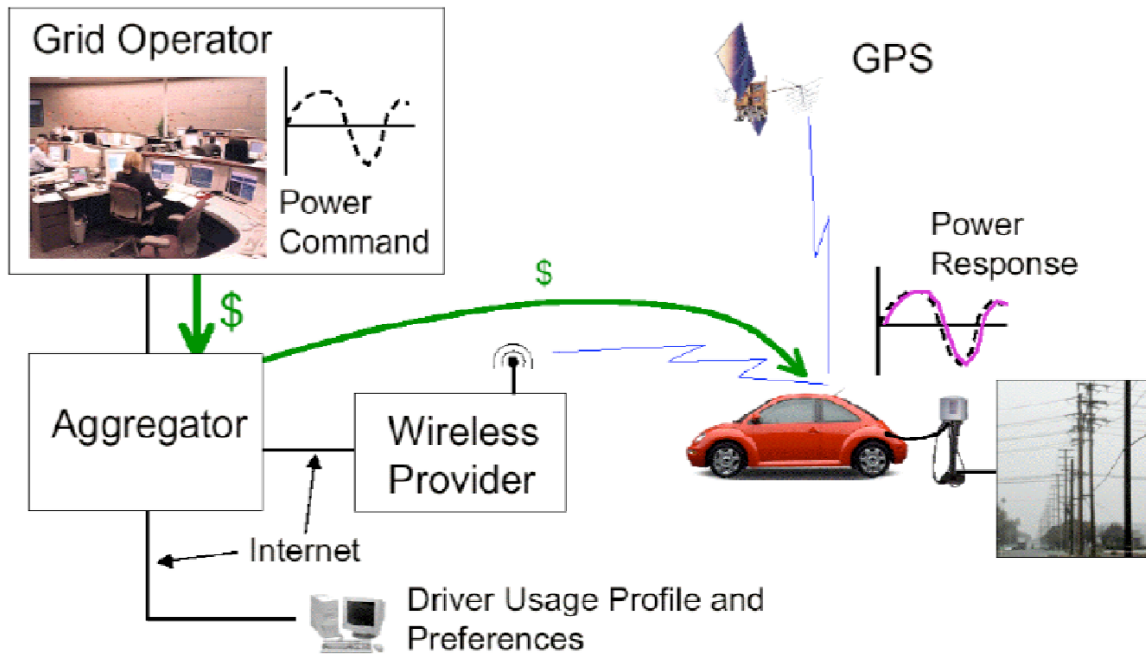 Grid Operator
Power
Command
GPS
Power
Response
$
$
Aggregator
Wireless
Provider
Internet
Driver Usage Profile and
Preferences